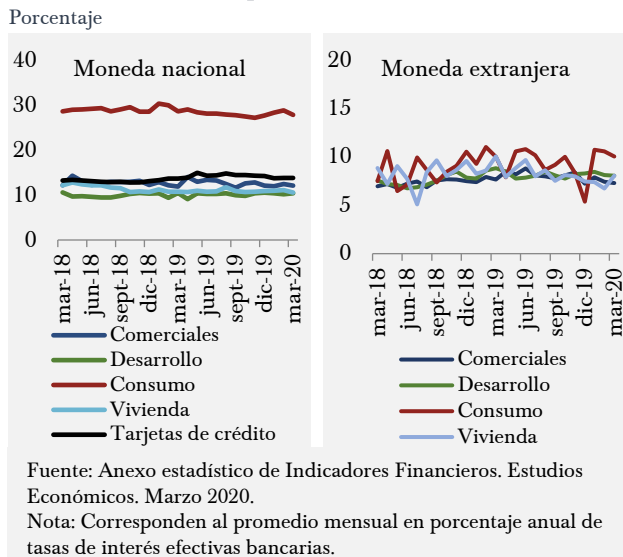 Porcentaje
Moneda nacional
40
30
20
10
0
mar-18
jun-18
sept-18
dic-18
mar-19
jun-19
sept-19
dic-19
mar-20
Comerciales
Desarrollo
Consumo
Vivienda
Tarjetas de crédito
Moneda extranjera
20
15
10
5
0
mar-18
jun-18
sept-18
dic-18
mar-19
jun-19
sept-19
dic-19
mar-20
Comerciales
Desarrollo
Consumo
Vivienda
Fuente: Anexo estadístico de Indicadores Financieros. Estudios
Económicos. Marzo 2020.
Nota: Corresponden al promedio mensual en porcentaje anual de
tasas de interés efectivas bancarias.